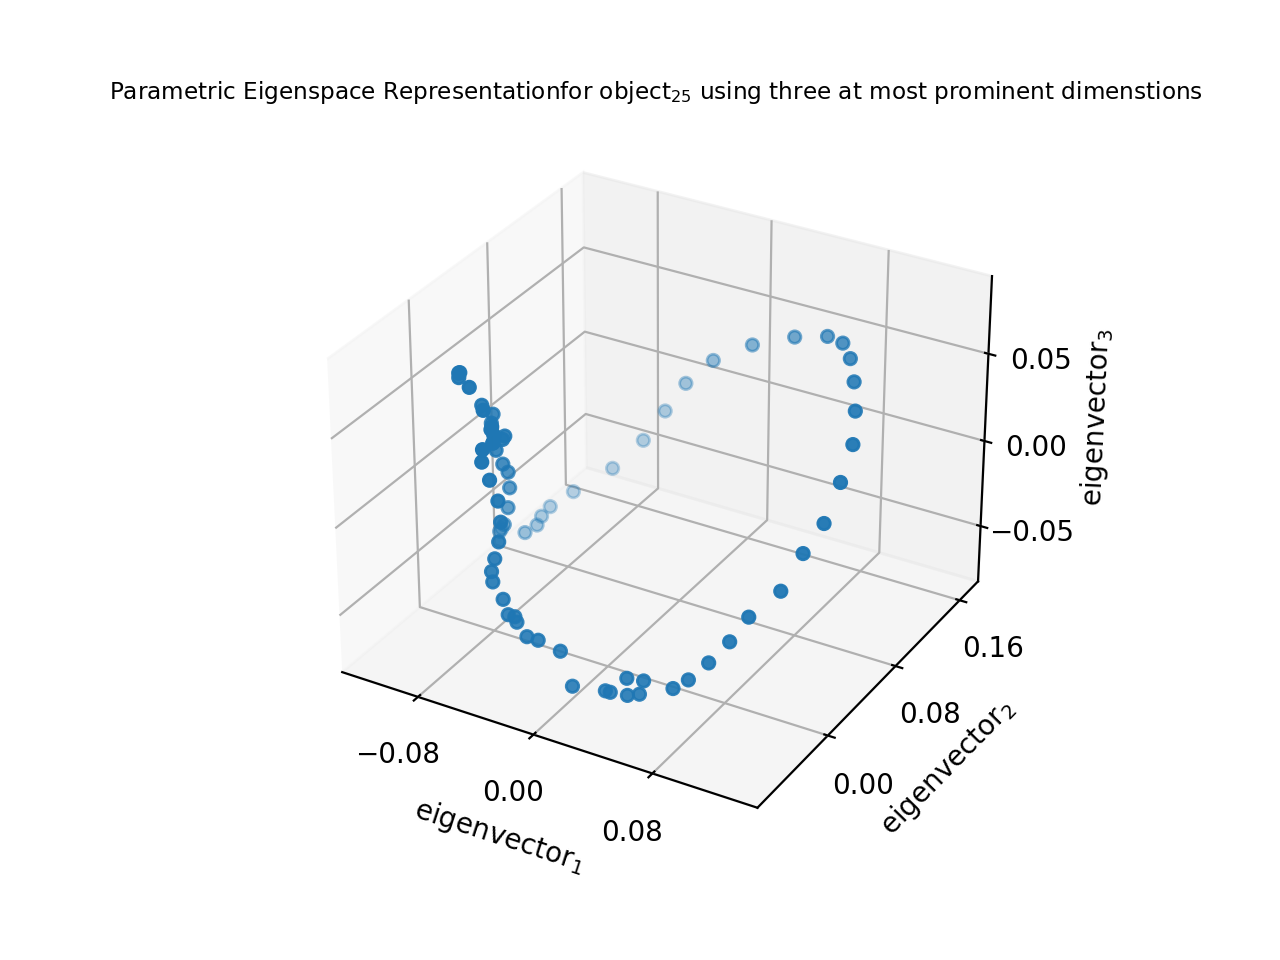 Parametric Eigenspace Representationfor object25 using three at most prominent dimenstions
0.05
0.00
−0.05
eigenvector3
0.16
0.08
0.00
eigenvector2
−0.08
0.00
0.08
eigenvector1